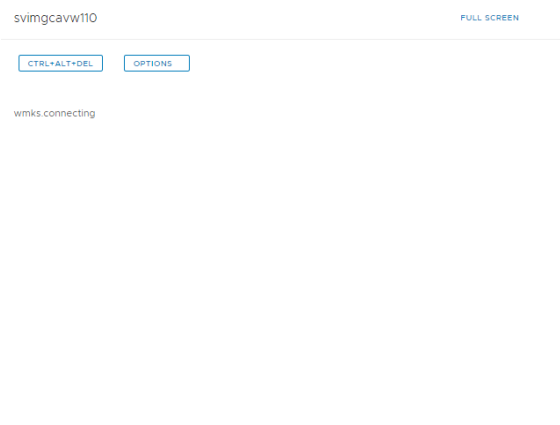 svimgcavw110
FULL SCREEN
CTRL+ALT+DEL
OPTIONS
wmks.connecting